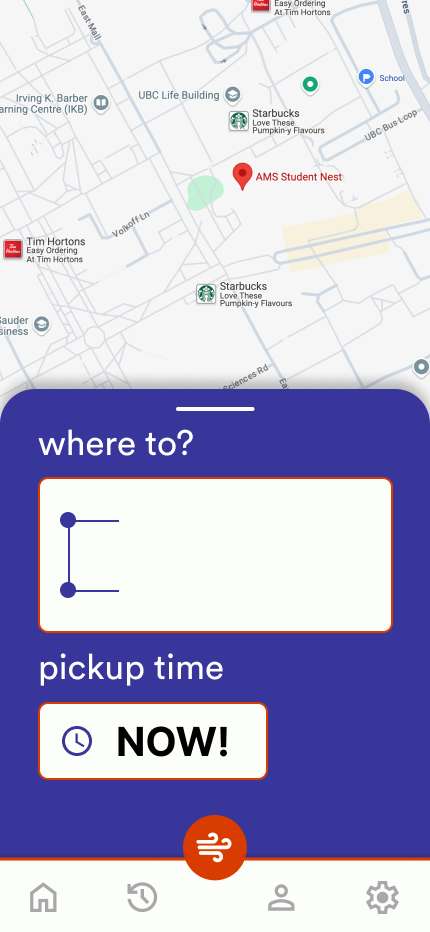 Easy Ordering
At Tim Hortons
East Mall
School
Irving K. Barber
arning Centre (IKB)
UBC Life Building
Starbucks
Love These
Pumpkin-y Flavours
UBC Bus Loop
AMS Student Nest
Volkoff Ln
Tim Hortons
Easy Ordering
At Tim Hortons
Starbucks
Love These
Pumpkin-y Flavours
Sauder
siness
Sciences Rd
Ea
where to?
pickup time
NOW!